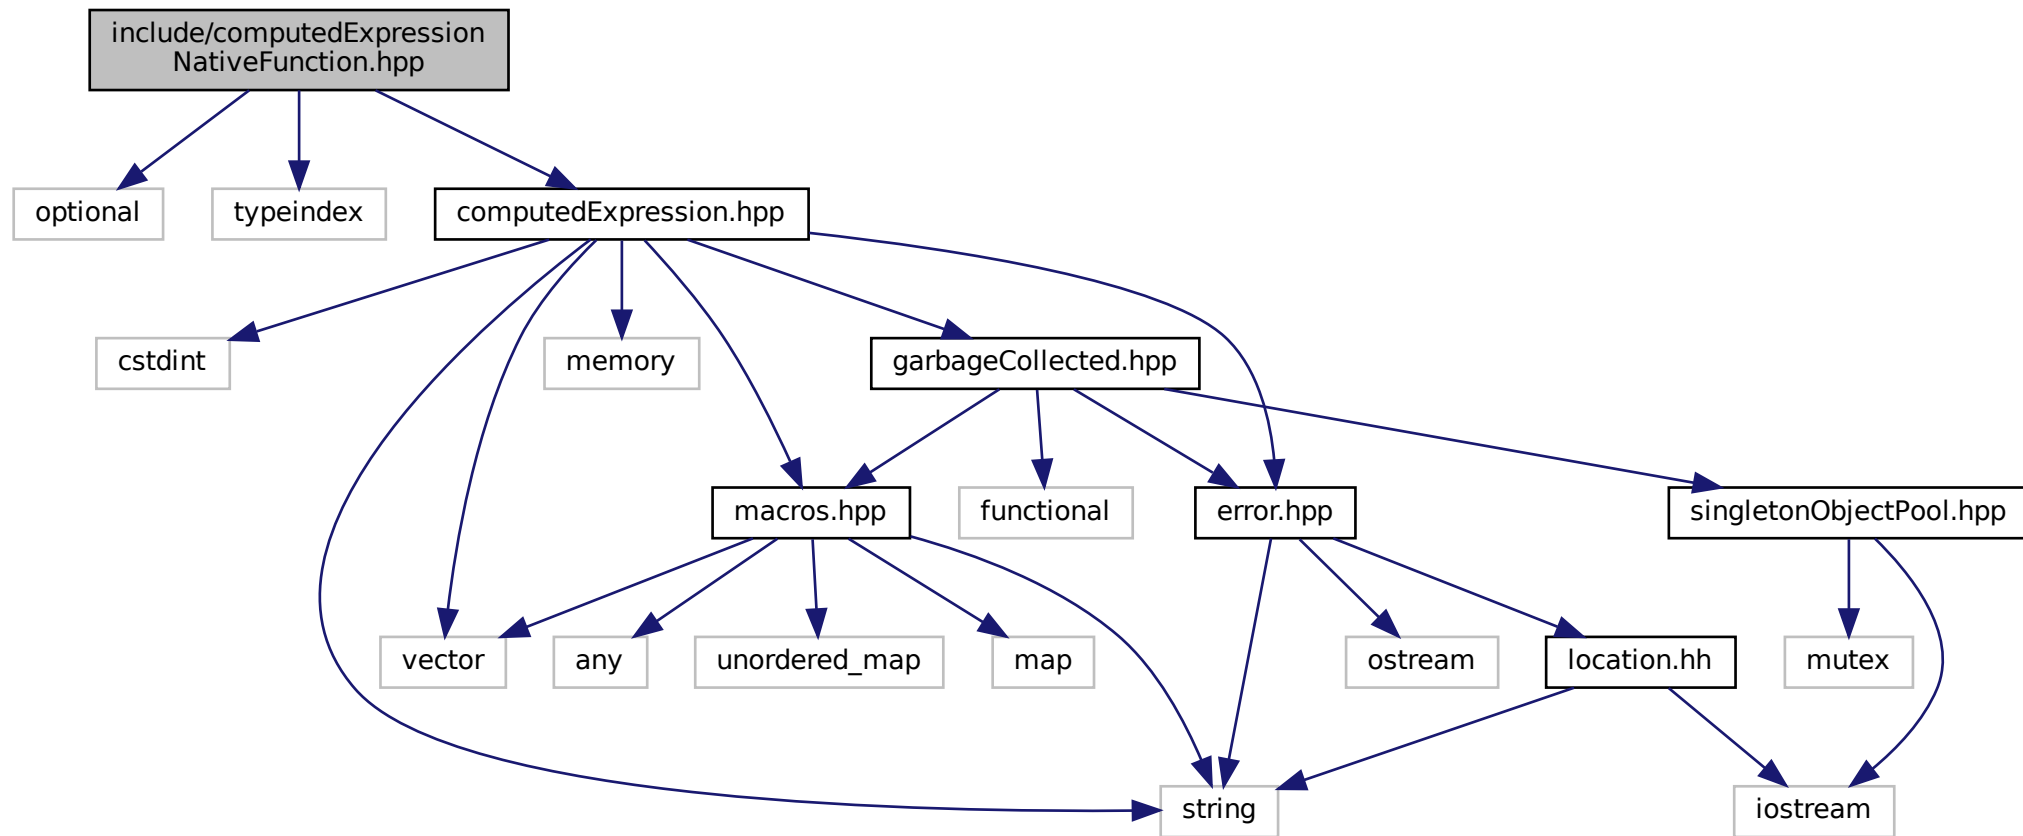 include/computedExpression
NativeFunction.hpp
optional
typeindex
computedExpression.hpp
cstdint
memory
garbageCollected.hpp
macros.hpp
functional
error.hpp
singletonObjectPool.hpp
vector
any
unordered_map
map
ostream
location.hh
mutex
string
iostream